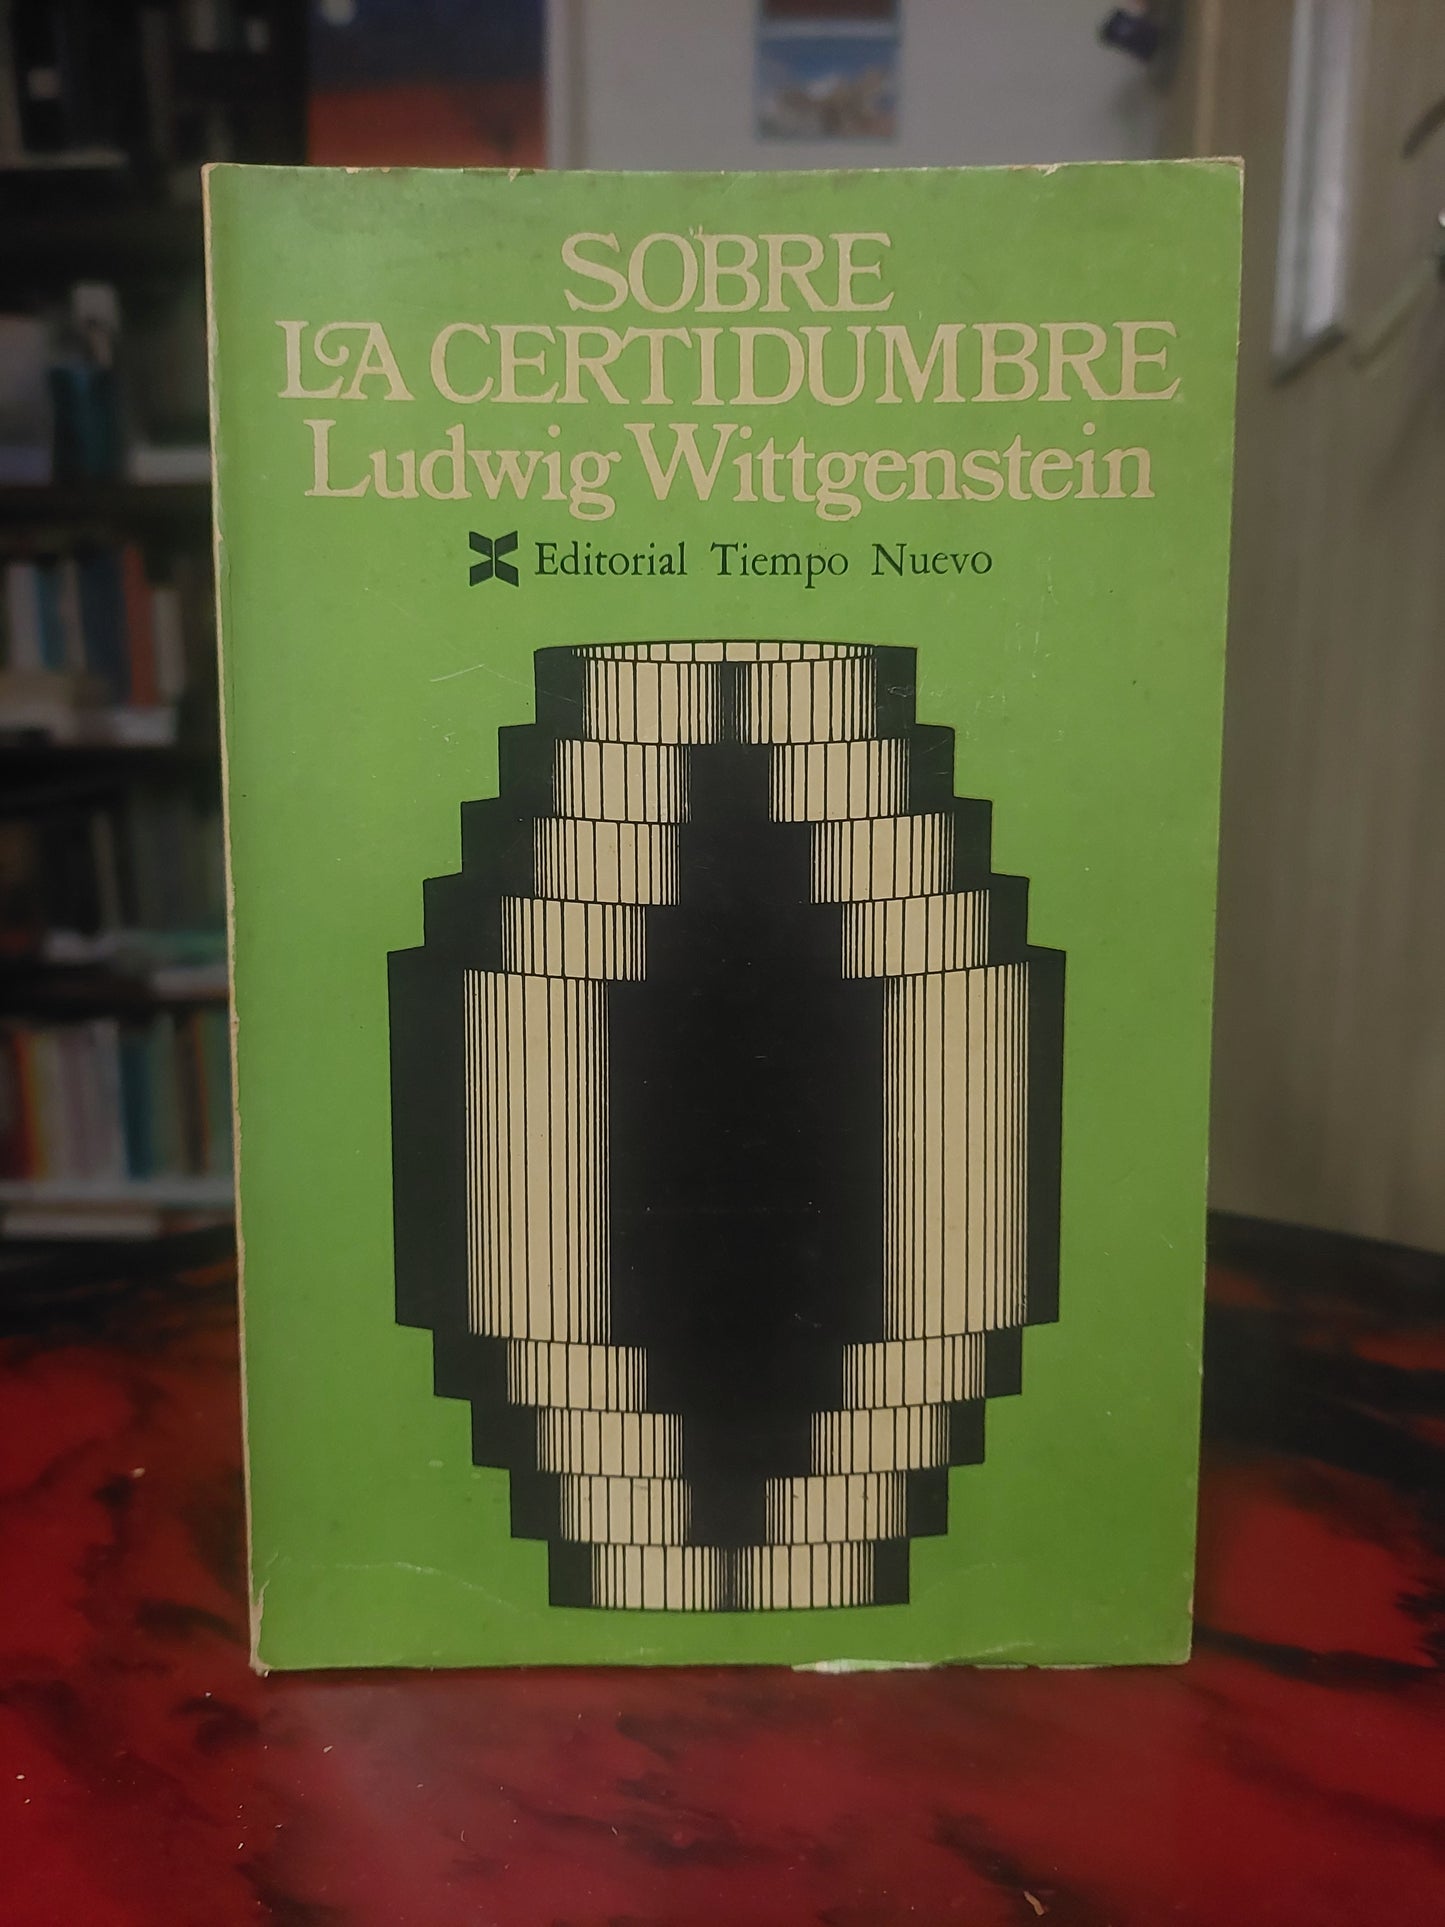 SOBRE
LA CERTIDUMBRE
Ludwig Wittgenstein
Editorial Tiempo Nuevo